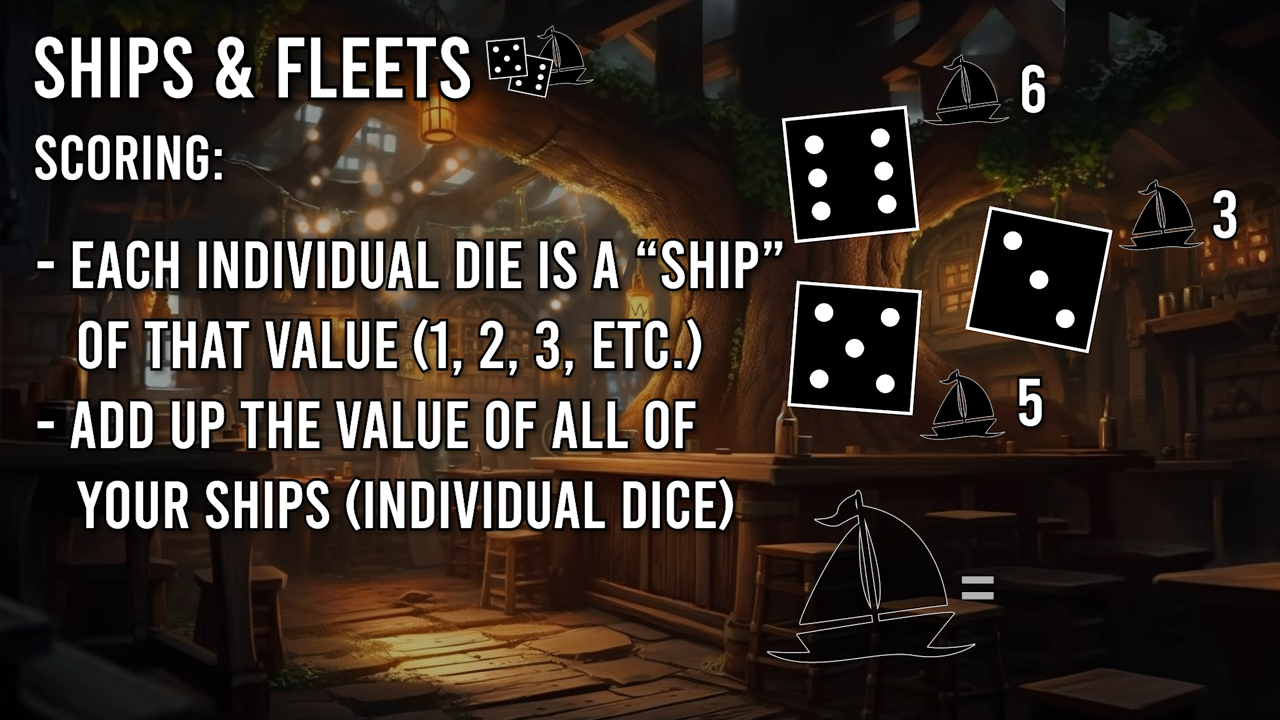 SHIPS & FLEETS
SCORING:
- EACH INDIVIDUAL DIE IS A “SHIP”
OF THAT VALUE (1, 2, 3, ETC.)
- ADD UP THE VALUE OF ALL OF
YOUR SHIPS (INDIVIDUAL DICE)
6
3
5
=